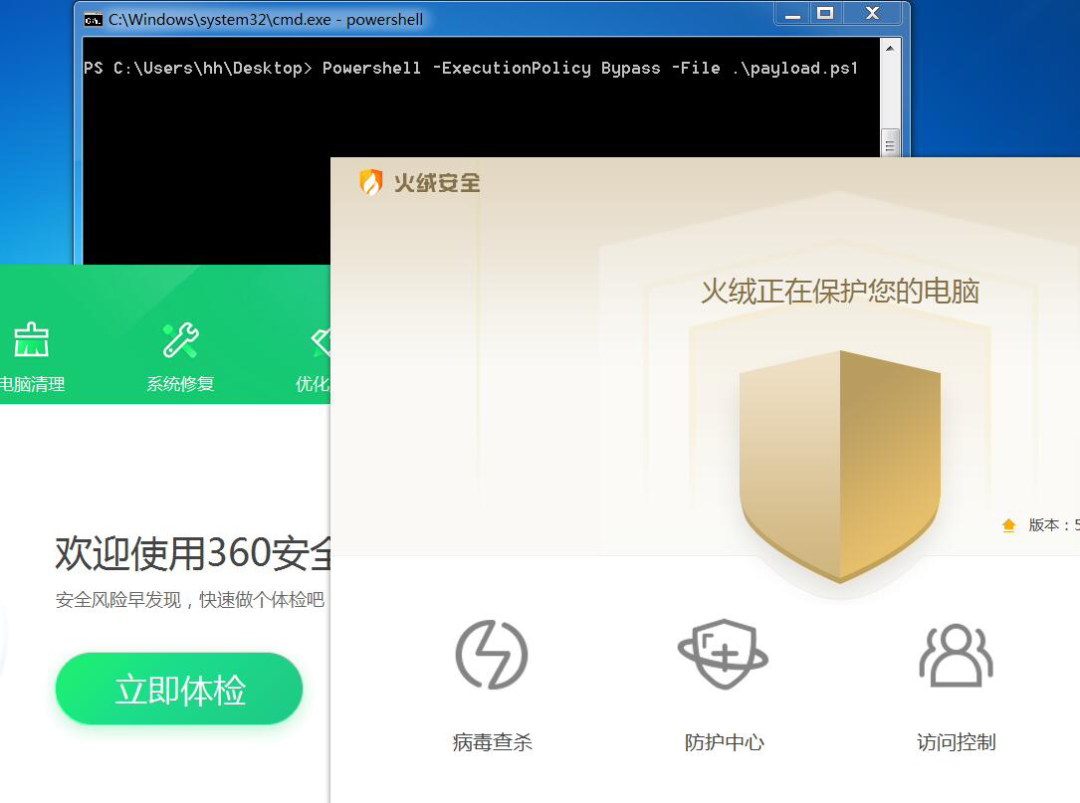 C:\Windows\system32\cmd.exe - powershell
PS C:\Users\hh\Desktop> Powershell -ExecutionPolicy Bypass -File .\payload.ps1
火绒安全
火绒正在保护您的电脑
电脑清理
系统修复
优化
版本：5
欢迎使用360安全
安全风险早发现，快速做个体检吧
立即体检
病毒查杀
防护中心
访问控制